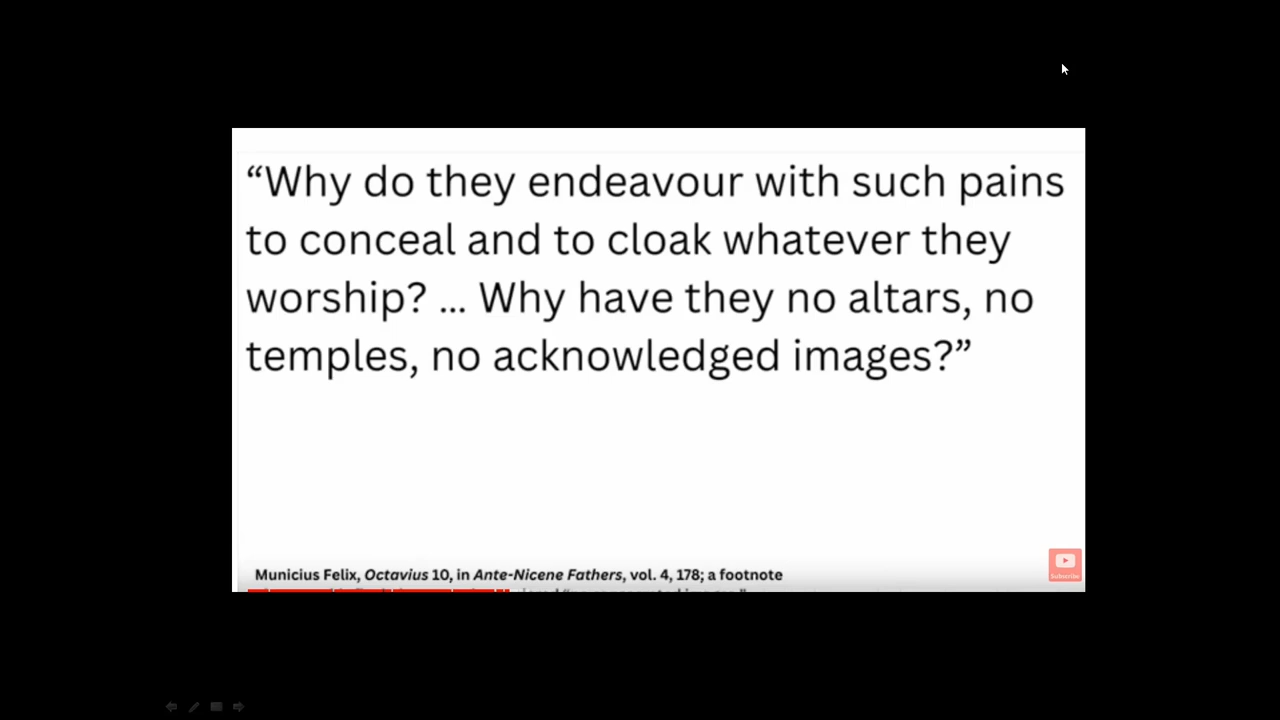 “Why do they endeavour with such pains
to conceal and to cloak whatever they
worship? ... Why have they no altars, no
temples, no acknowledged images?”
Municius Felix, Octavius 10, in Ante-Nicene Fathers, vol. 4, 178; a footnote
Subscribe